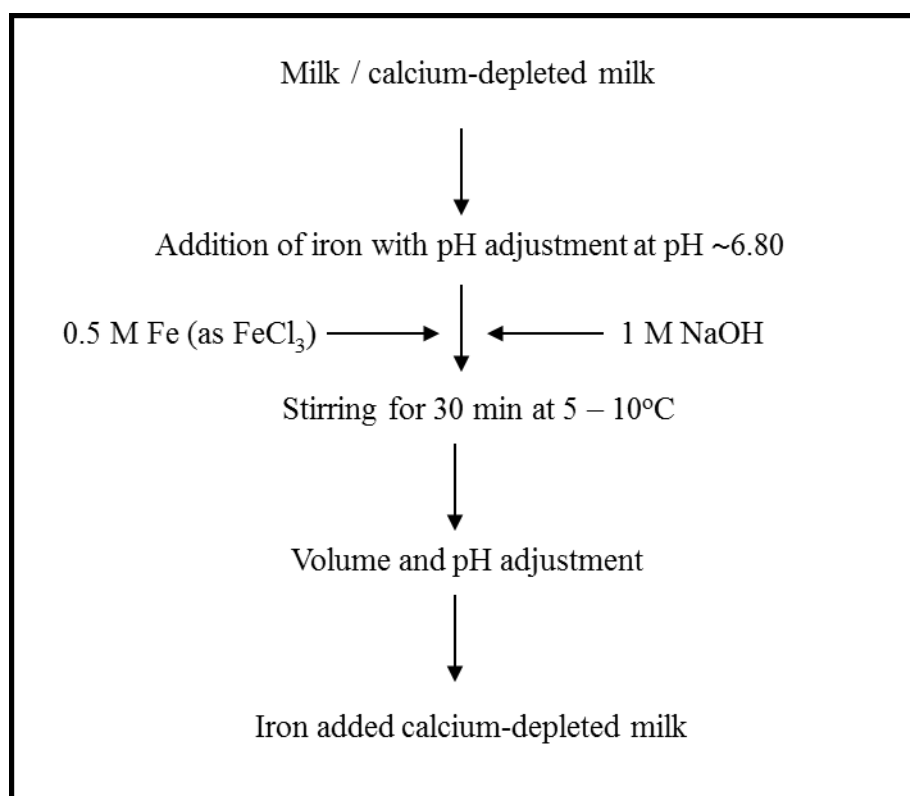 Milk / calcium-depleted milk
Addition of iron with pH adjustment at pH ~6.80
0.5 M Fe (as FeCl₃)
1 M NaOH
Stirring for 30 min at 5 – 10ᵒC
Volume and pH adjustment
Iron added calcium-depleted milk